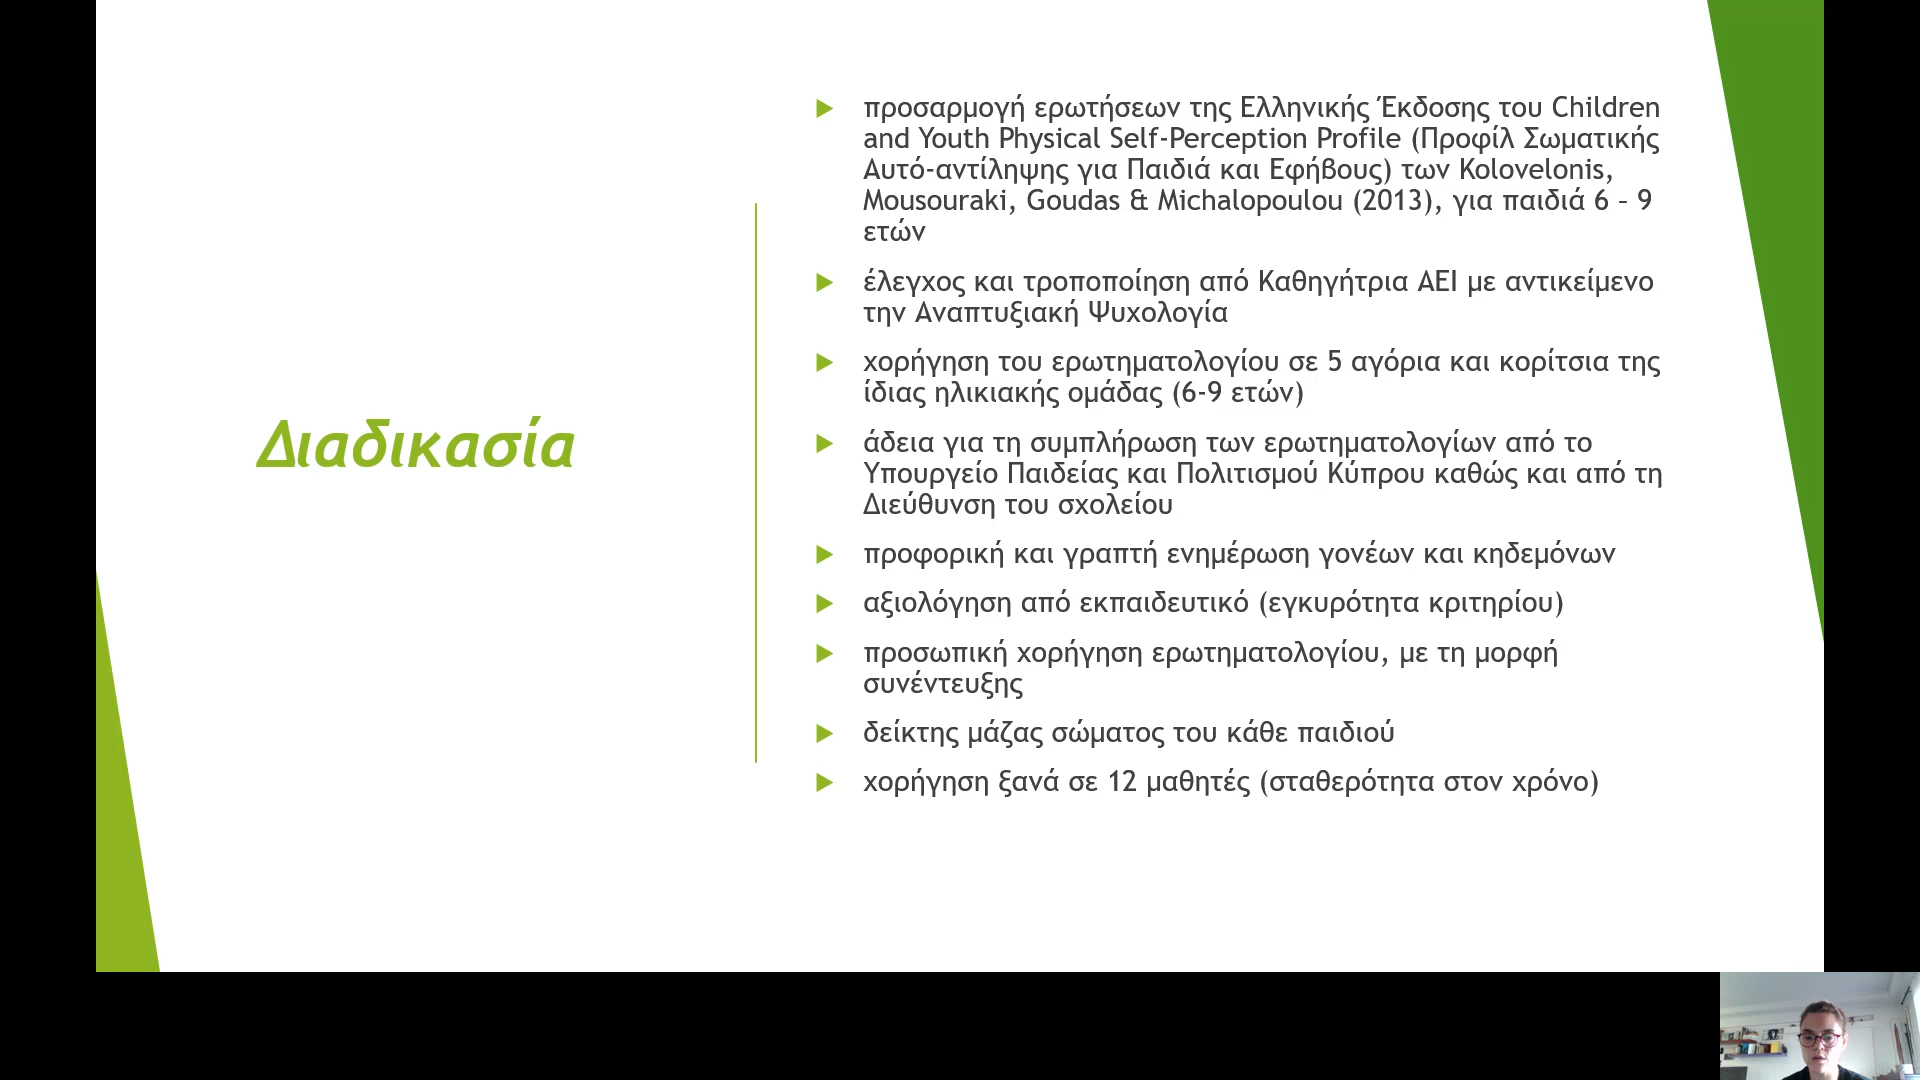 Διαδικασία
προσαρμογή ερωτήσεων της Ελληνικής Έκδοσης του Children
and Youth Physical Self-Perception Profile (Προφίλ Σωματικής
Αυτό-αντίληψης για Παιδιά και Εφήβους) των Kolovelonis,
Mousouraki, Goudas & Michalopoulou (2013), για παιδιά 6 – 9
ετών
έλεγχος και τροποποίηση από Καθηγήτρια ΑΕΙ με αντικείμενο
την Αναπτυξιακή Ψυχολογία
χορήγηση του ερωτηματολογίου σε 5 αγόρια και κορίτσια της
ίδιας ηλικιακής ομάδας (6-9 ετών)
άδεια για τη συμπλήρωση των ερωτηματολογίων από το
Υπουργείο Παιδείας και Πολιτισμού Κύπρου καθώς και από τη
Διεύθυνση του σχολείου
προφορική και γραπτή ενημέρωση γονέων και κηδεμόνων
αξιολόγηση από εκπαιδευτικό (εγκυρότητα κριτηρίου)
προσωπική χορήγηση ερωτηματολογίου, με τη μορφή
συνέντευξης
δείκτης μάζας σώματος του κάθε παιδιού
χορήγηση ξανά σε 12 μαθητές (σταθερότητα στον χρόνο)